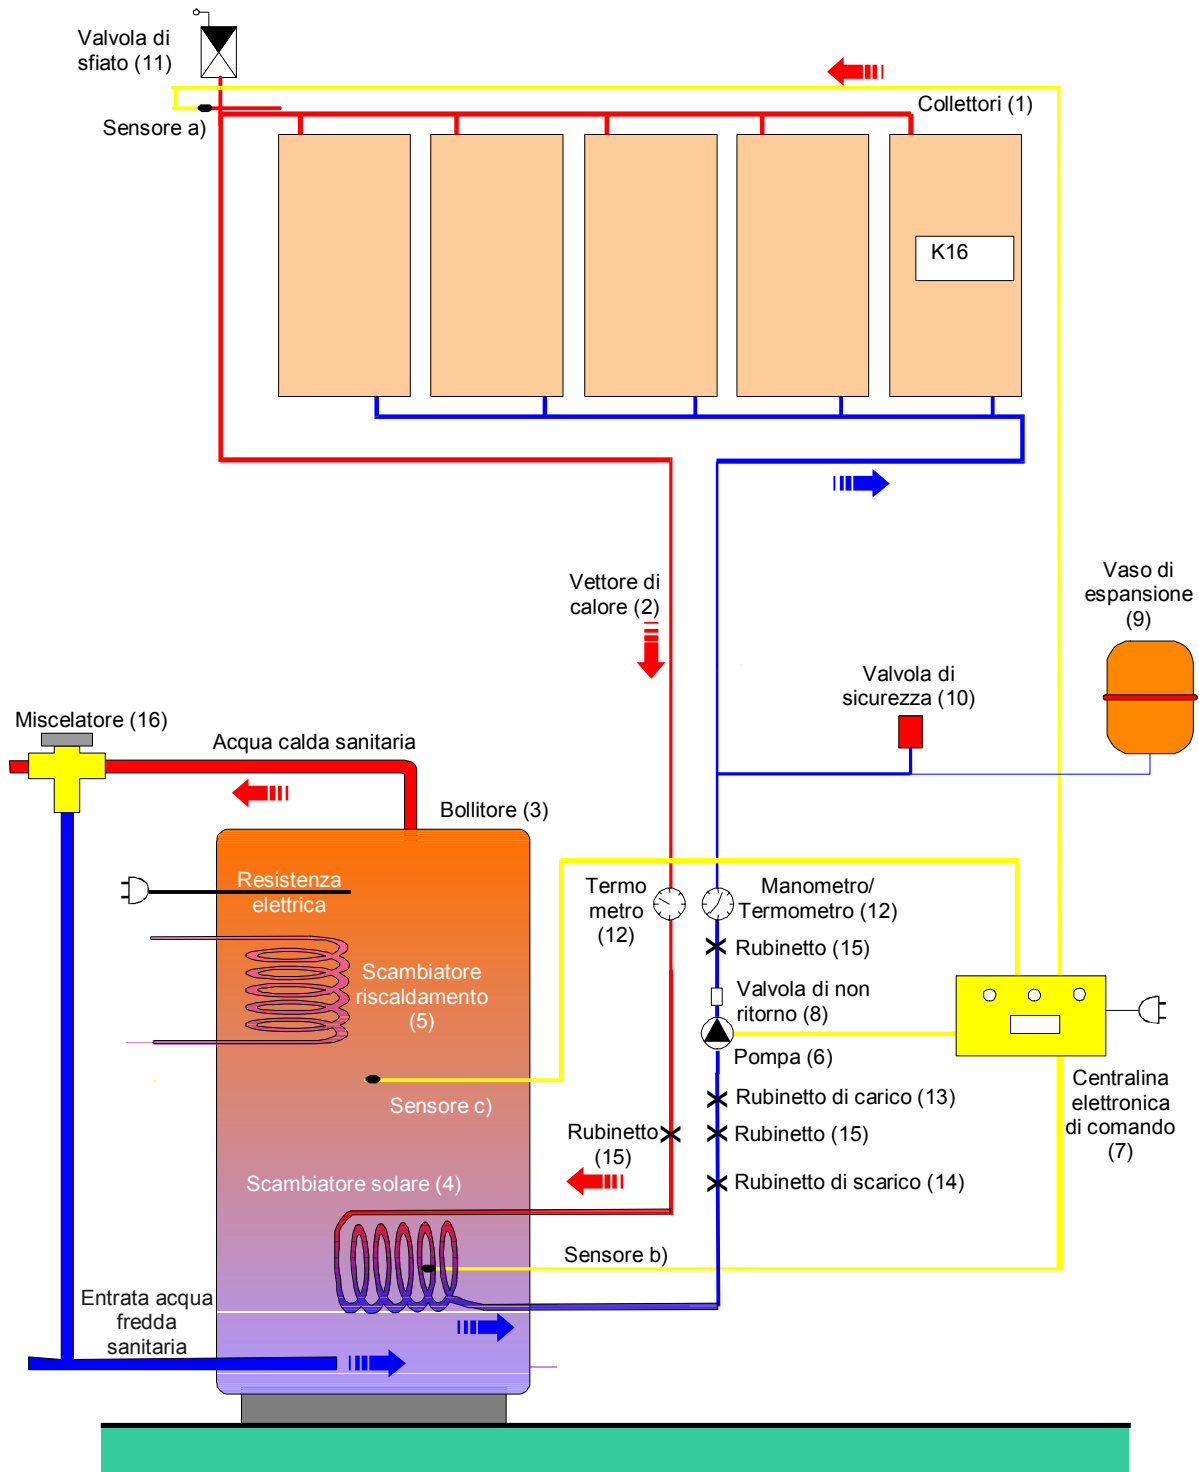 Valvola di
sfiato (11)
Collettori (1)
Sensore a)
K16
Vettore di
calore (2)
Vaso di
espansione
(9)
Valvola di
sicurezza (10)
Miscelatore (16)
Acqua calda sanitaria
Bollitore (3)
Resistenza
elettrica
Termo
metro
(12)
Manometro/
Termometro (12)
Rubinetto (15)
Scambiatore
riscaldamento
(5)
Valvola di non
ritorno (8)
Pompa (6)
Centralina
elettronica
di comando
(7)
Sensore c)
Rubinetto di carico (13)
Rubinetto
(15)
Rubinetto (15)
Scambiatore solare (4)
Rubinetto di scarico (14)
Sensore b)
Entrata acqua
fredda
sanitaria